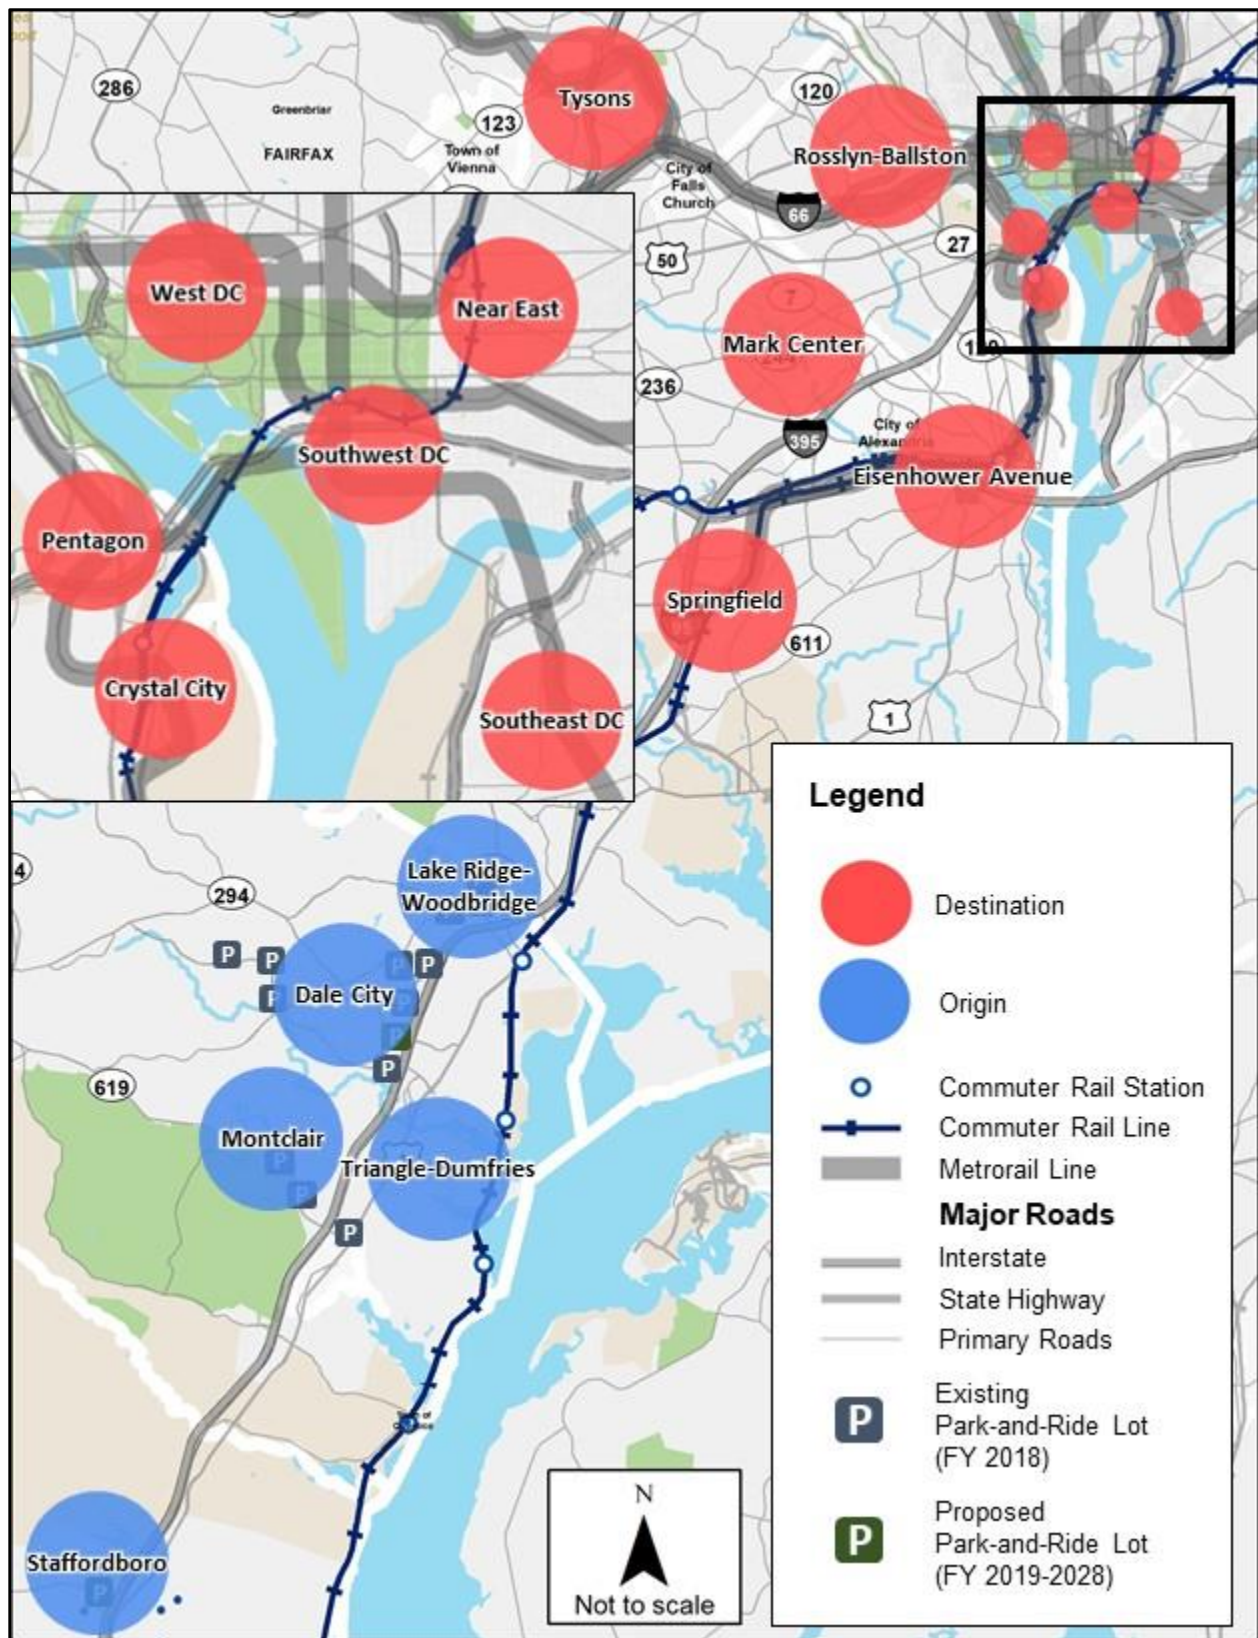 286
Greenbriar
FAIRFAX
123
Town of
Vienna
Tysons
120
Rosslyn-Ballston
City of
Falls
Church
66
50
27
7
Mark Center
236
395
City of
Alexandria
Eisenhower Avenue
Springfield
611
1
West DC
Near East
Southwest DC
Pentagon
Crystal City
Southeast DC
4
294
Lake Ridge-
Woodbridge
P
P
P
P
P
P
P
P
Dale City
619
Montclair
Triangle-Dumfries
P
P
P
Town of
Staffordboro
P
N
Not to scale
Legend
Destination
Origin
Commuter Rail Station
Commuter Rail Line
Metrorail Line
Major Roads
Interstate
State Highway
Primary Roads
P
Existing
Park-and-Ride Lot
(FY 2018)
P
Proposed
Park-and-Ride Lot
(FY 2019-2028)